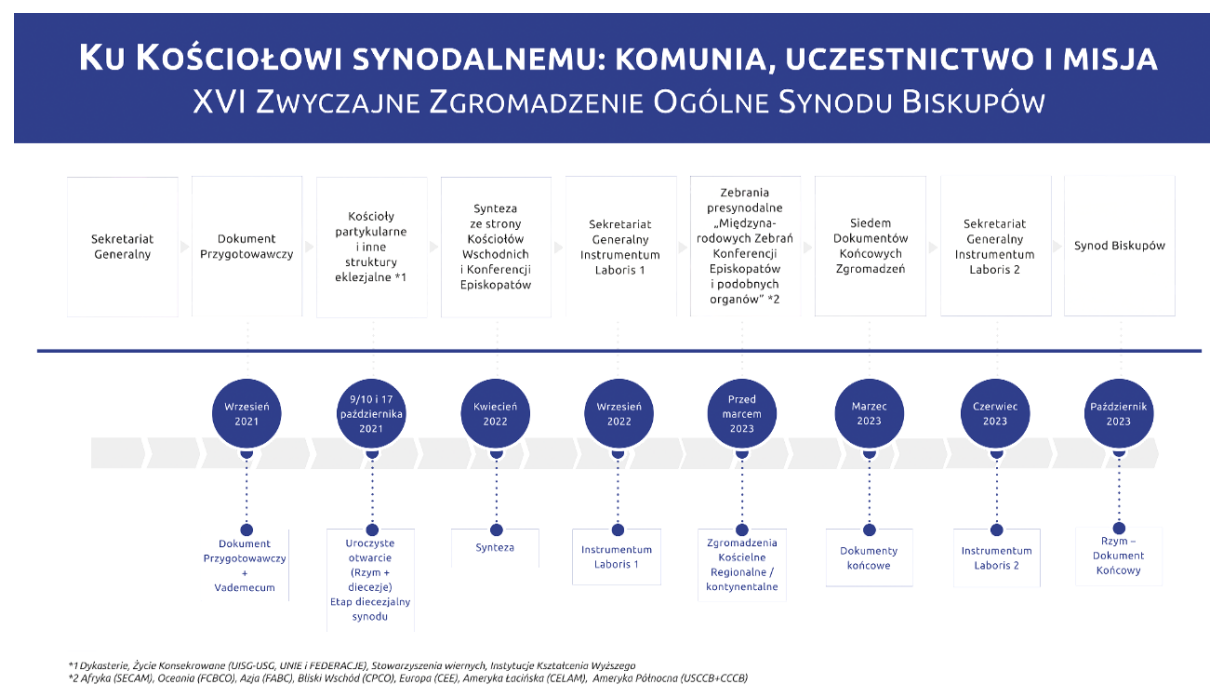 KU KOŚCIOŁOWI SYNODALNEMU: KOMUNIA, UCZESTNICTWO I MISJA
XVI ZWYCZAJNE ZGROMADZENIE OGÓLNE SYNODU BISKUPÓW
Sekretariat
Generalny
Dokument
Przygotowawczy
Kościoły
partykularne
i inne
struktury
eklezjalne *1
Synteza
ze strony
Kościołów
Wschodnich
i Konferencji
Episkopatów
Sekretariat
Generalny
Instrumentum
Laboris 1
Zebrania
presynodalne
„Międzyna-
rodowych Zebrań
Konferencji
Episkopatów
i podobnych
organów” *2
Siedem
Dokumentów
Końcowych
Zgromadzeń
Sekretariat
Generalny
Instrumentum
Laboris 2
Synod Biskupów
Wrzesień
2021
9/10 i 17
października
2021
Kwiecień
2022
Wrzesień
2022
Przed
marcem
2023
Marzec
2023
Czerwiec
2023
Październik
2023
Dokument
Przygotowawczy
+
Vademecum
Uroczyste
otwarcie
(Rzym +
diecezje)
Etap diecezjalny
synodu
Synteza
Instrumentum
Laboris 1
Zgromadzenia
Kościelne
Regionalne /
kontynentalne
Dokumenty
końcowe
Instrumentum
Laboris 2
Rzym –
Dokument
Końcowy
*1 Dykasterie, Życie Konsekrowane (UISG-USG, UNIE i FEDERACJE), Stowarzyszenia wiernych, Instytucje Kształcenia Wyższego
*2 Afryka (SECAM), Oceania (FCBCO), Azja (FABC), Bliski Wschód (CPCO), Europa (CEE), Ameryka Łacińska (CELAM), Ameryka Północna (USCCB+CCCB)